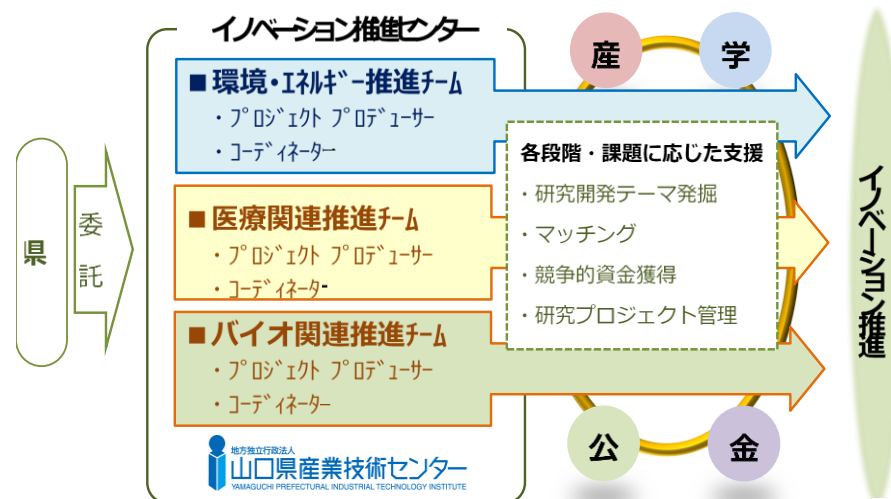 イノベーション推進センター
県
委託
■環境・ｴﾈﾙｷﾞｰ推進ﾁｰﾑ
・ﾌﾟﾛｼﾞｪｸﾄ ﾌﾟﾛﾃﾞｭｰｻｰ
・ｺｰﾃﾞｨﾈｰﾀｰ
■医療関連推進ﾁｰﾑ
・ﾌﾟﾛｼﾞｪｸﾄ ﾌﾟﾛﾃﾞｭｰｻｰ
・ｺｰﾃﾞｨﾈｰﾀｰ
■バイオ関連推進ﾁｰﾑ
・ﾌﾟﾛｼﾞｪｸﾄ ﾌﾟﾛﾃﾞｭｰｻｰ
・ｺｰﾃﾞｨﾈｰﾀｰ
地方独立行政法人
山口県産業技術センター
YAMAGUCHI PREFECTURAL INDUSTRIAL TECHNOLOGY INSTITUTE
産
学
各段階・課題に応じた支援
・研究開発テーマ発掘
・マッチング
・競争的資金獲得
・研究プロジェクト管理
公
金
イノベーション推進